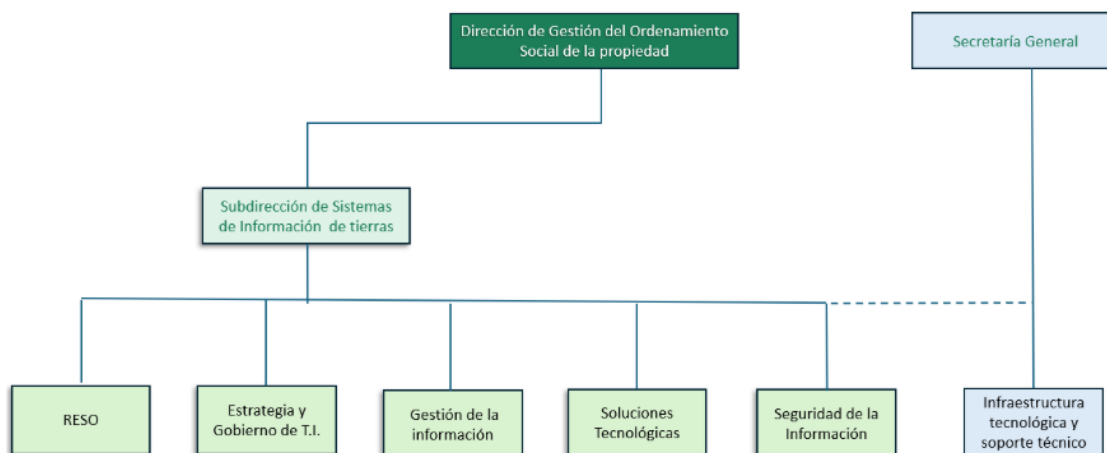 Dirección de Gestión del Ordenamiento
Social de la propiedad
Secretaría General
Subdirección de Sistemas
de Información de tierras
RESO
Estrategia y
Gobierno de T.I.
Gestión de la
información
Soluciones
Tecnológicas
Seguridad de la
Información
Infraestructura
tecnológica y
soporte técnico